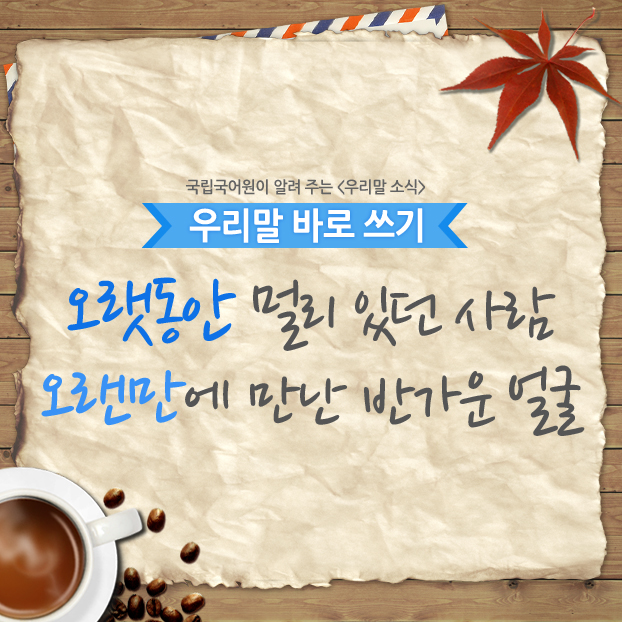 국립국어원이 알려 주는 <우리말 소식>
우리말 바로 쓰기
오랫동안 멀리 있던 사람
오랜만에 만난 반가운 얼굴